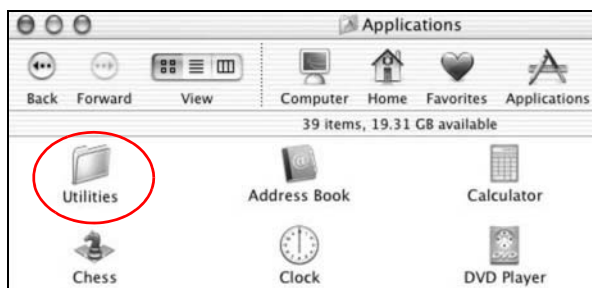 Applications
Back Forward View Computer Home Favorites Applications
39 items, 19.31 GB available
Utilities Address Book Calculator
Chess Clock DVD Player